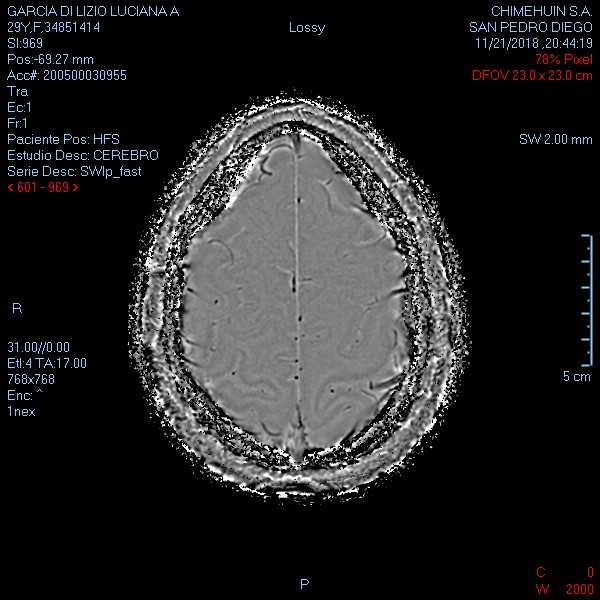 GARCIA DI LIZIO LUCIANA A
29Y,F,34851414
SI:969
Pos:-69.27 mm
Acc#: 200500030955
Tra
Ec:1
Fr:1
Paciente Pos: HFS
Estudio Desc: CEREBRO
Serie Desc: SWIp_fast
< 601 - 969 >
Lossy
CHIMEHUIN S.A.
SAN PEDRO DIEGO
11/21/2018 ,20:44:19
78% Pixel
DFOV 23.0 x 23.0 cm
SW 2.00 mm
R
31.00//0.00
Etl:4 TA:17.00
768x768
Enc: ^
1nex
5 cm
P
C 0
W 2000